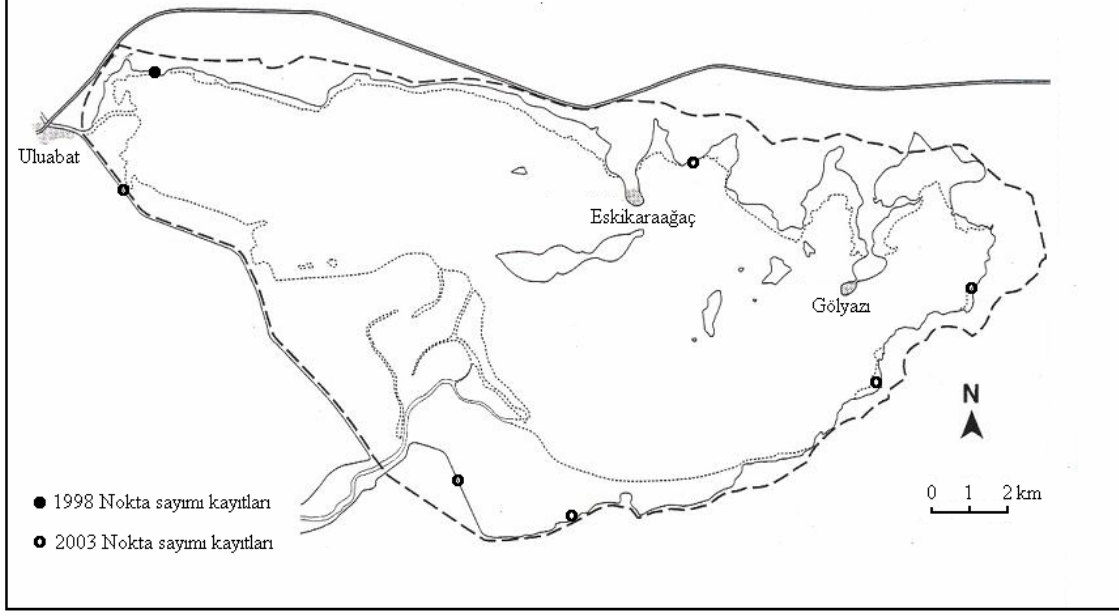 Uluabat
Eskikaraağaç
Gölyazı
N
0 1 2 km
1998 Nokta sayımı kayıtları
2003 Nokta sayımı kayıtları